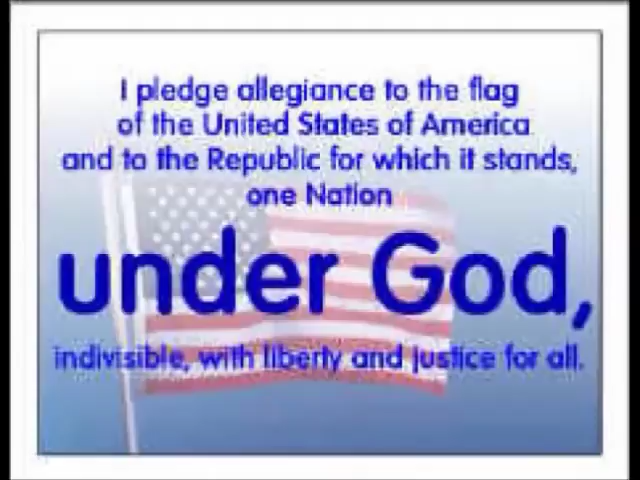 I pledge allegiance to the flag
of the United States of America
and to the Republic for which it stands,
one Nation
under God,
indivisible, with liberty and justice for all.